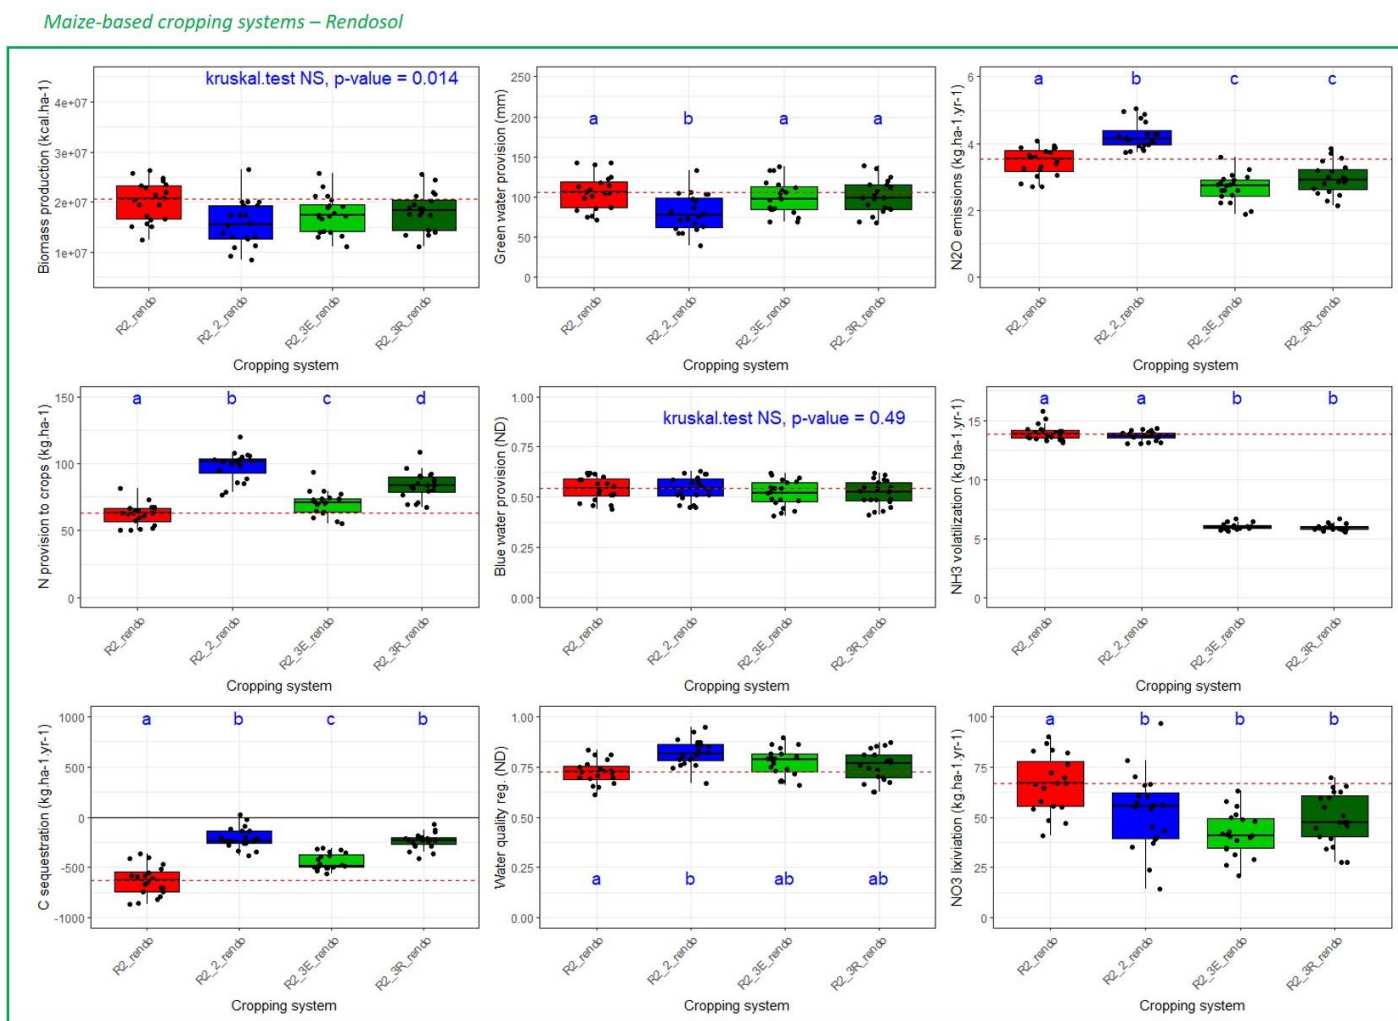 Maize-based cropping systems – Rendosol
Biomass production (kcal.ha-1)
4e+07
3e+07
2e+07
1e+07
kruskal.test NS, p-value = 0.014
R2_rendo
R2_2_rendo
R2_3E_rendo
R2_3R_rendo
Cropping system
Green water provision (mm)
250
200
150
100
50
0
a b a a
R2_rendo
R2_2_rendo
R2_3E_rendo
R2_3R_rendo
Cropping system
N2O emissions (kg.ha-1.yr-1)
6
4
2
0
a b c c
R2_rendo
R2_2_rendo
R2_3E_rendo
R2_3R_rendo
Cropping system
N provision to crops (kg.ha-1)
150
100
50
0
a b c d
R2_rendo
R2_2_rendo
R2_3E_rendo
R2_3R_rendo
Cropping system
Blue water provision (ND)
1.00
0.75
0.50
0.25
0.00
kruskal.test NS, p-value = 0.49
R2_rendo
R2_2_rendo
R2_3E_rendo
R2_3R_rendo
Cropping system
NH3 volatilization (kg.ha-1.yr-1)
15
10
5
0
a a b b
R2_rendo
R2_2_rendo
R2_3E_rendo
R2_3R_rendo
Cropping system
C sequestration (kg.ha-1.yr-1)
1000
500
0
-500
-1000
a b c b
R2_rendo
R2_2_rendo
R2_3E_rendo
R2_3R_rendo
Cropping system
Water quality reg. (ND)
1.00
0.75
0.50
0.25
0.00
a b ab ab
R2_rendo
R2_2_rendo
R2_3E_rendo
R2_3R_rendo
Cropping system
NO3 lixiviation (kg.ha-1.yr-1)
100
75
50
25
0
a b b b
R2_rendo
R2_2_rendo
R2_3E_rendo
R2_3R_rendo
Cropping system